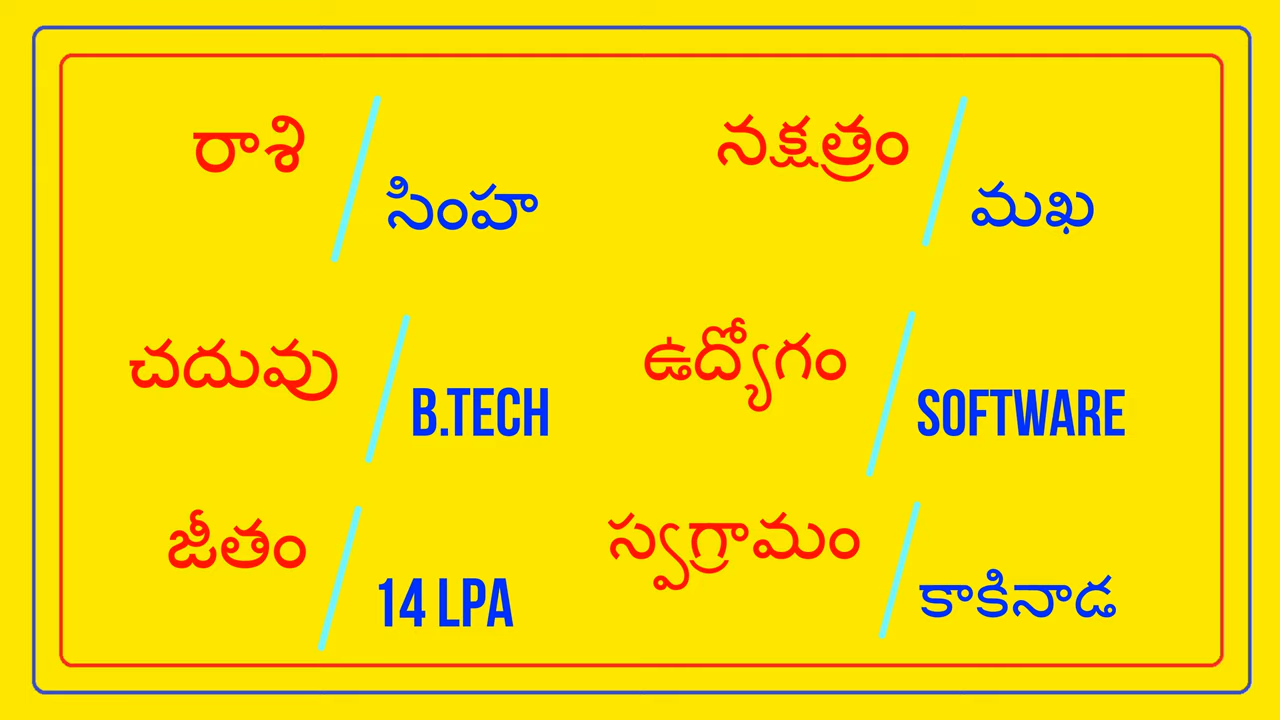 రాశి
సింహ
నక్షత్రం
మఖ
చదువు
B.TECH
ఉద్యోగం
SOFTWARE
జీతం
14 LPA
స్వగ్రామం
కాకినాడ